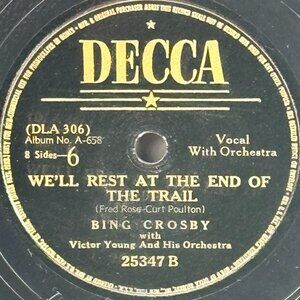 DECCA
(DLA 306)
Album No. A-658
8 Sides-6
Vocal
With Orchestra
WE'LL REST AT THE END OF
THE TRAIL
(Fred Rose-Curt Poulton)
BING CROSBY
with
Victor Young And His Orchestra
25347 B